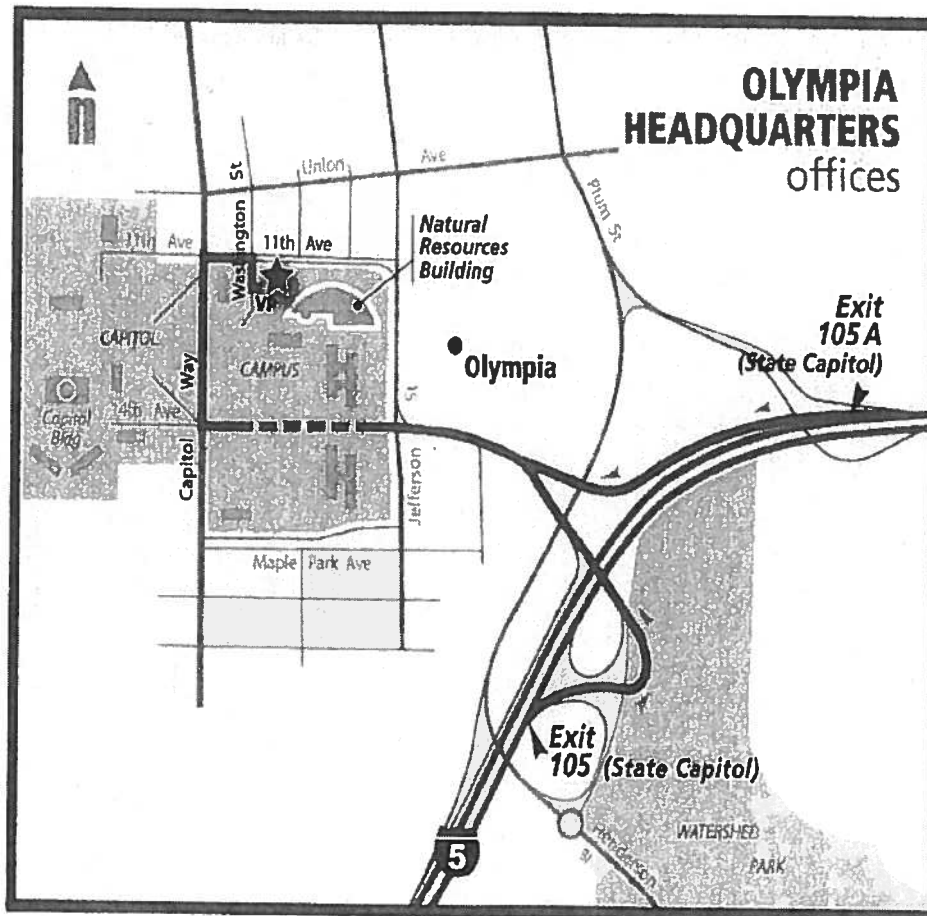 OLYMPIA
HEADQUARTERS
offices
Union
Ave
Plum St
Washington St
11th Ave
11th Ave
Natural
Resources
Building
VP
Exit
105 A
(State Capitol)
CAPITOL
CAMPUS
Olympia
Capitol
Bldg
14th Ave
Capitol Way
Jefferson St
Maple Park Ave
Exit
105 (State Capitol)
5
Henderson Bl
WATERSHED
PARK